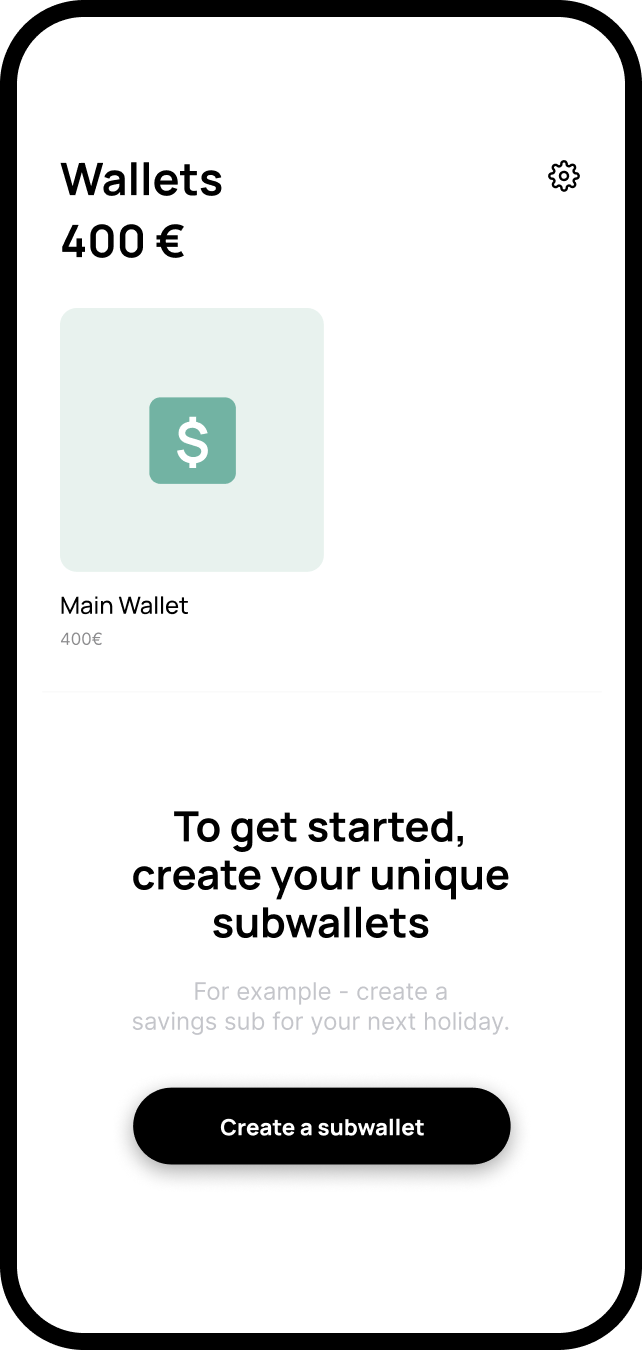 Wallets
400 €
$
Main Wallet
400€
To get started,
create your unique
subwallets
For example - create a
savings sub for your next holiday.
Create a subwallet